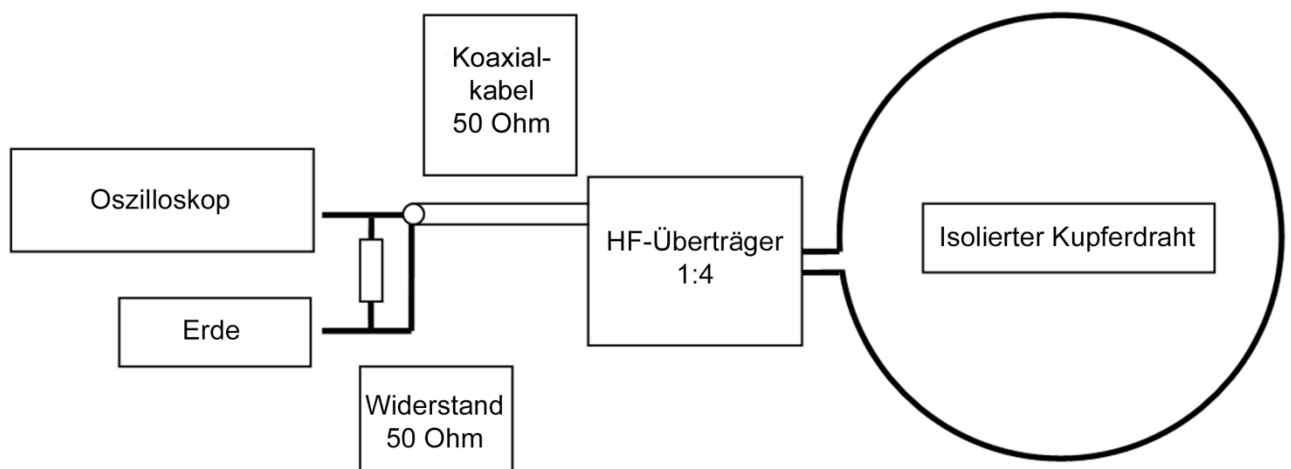 Koaxial-
kabel
50 Ohm
Oszilloskop
HF-Überträger
1:4
Isolierter Kupferdraht
Erde
Widerstand
50 Ohm